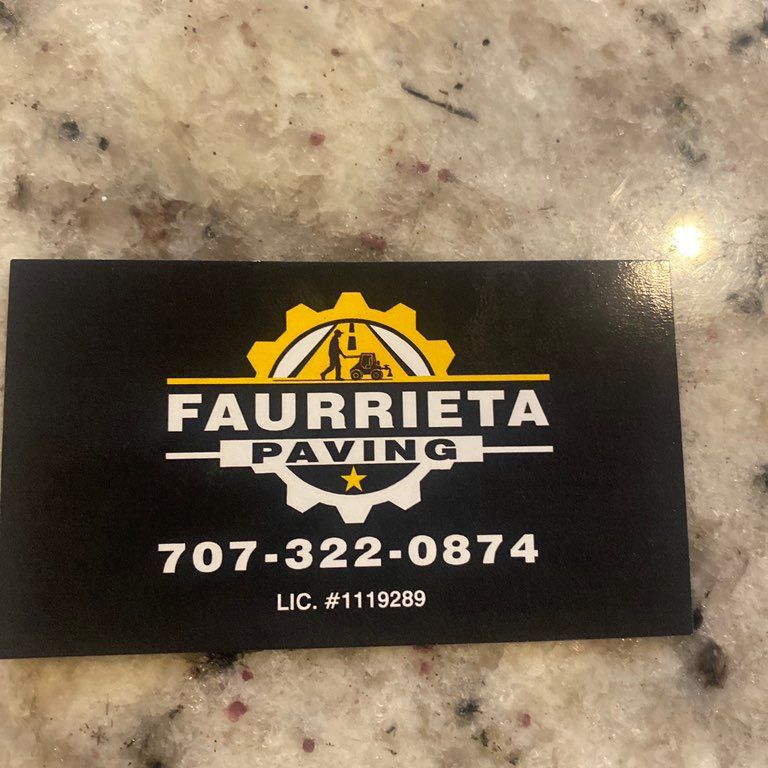 FAURRIETA
PAVING
707-322-0874
LIC. #1119289